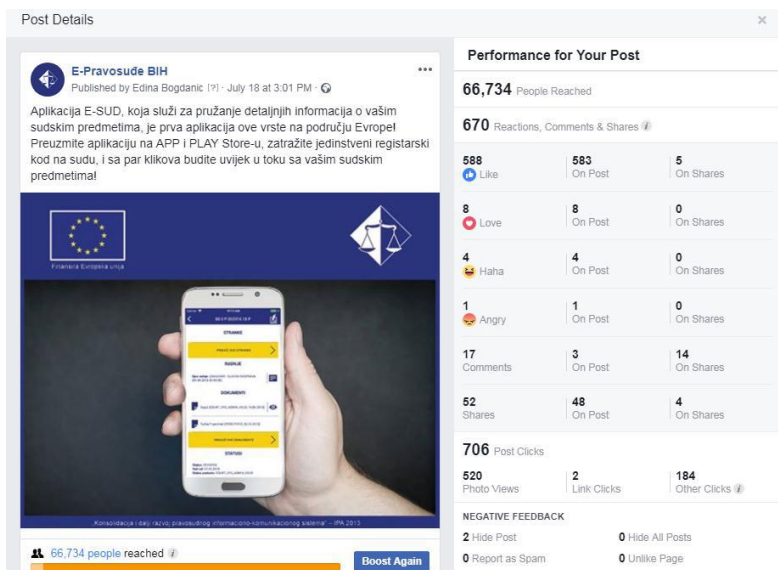 Post Details
×
E-Pravosuđe BIH
Published by Edina Bogdanic [?] · July 18 at 3:01 PM ·
Aplikacija E-SUD, koja služi za pružanje detaljnjih informacija o vašim
sudskim predmetima, je prva aplikacija ove vrste na području Evrope!
Preuzmite aplikaciju na APP i PLAY Store-u, zatražite jedinstveni registarski
kod na sudu, i sa par klikova budite uvijek u toku sa vašim sudskim
predmetima!
Finansira Evropska unija
STRANKE
RADNJE
DOKUMENTI
STATUSI
„Konsolidacija i dalji razvoj pravosudnog informaciono-komunikacionog sistema“ – IPA 2013
66,734 people reached
Boost Again
Performance for Your Post
66,734 People Reached
670 Reactions, Comments & Shares
588 583 5
Like On Post On Shares
8 8 0
Love On Post On Shares
4 4 0
Haha On Post On Shares
1 1 0
Angry On Post On Shares
17 3 14
Comments On Post On Shares
52 48 4
Shares On Post On Shares
706 Post Clicks
520 2 184
Photo Views Link Clicks Other Clicks
NEGATIVE FEEDBACK
2 Hide Post 0 Hide All Posts
0 Report as Spam 0 Unlike Page